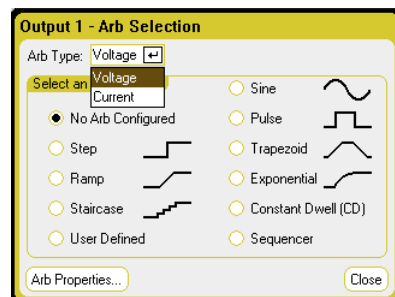 Output 1 - Arb Selection
Arb Type: Voltage
Voltage
Current
Select an
No Arb Configured
Step
Ramp
Staircase
User Defined
Sine
Pulse
Trapezoid
Exponential
Constant Dwell (CD)
Sequencer
Arb Properties...
Close